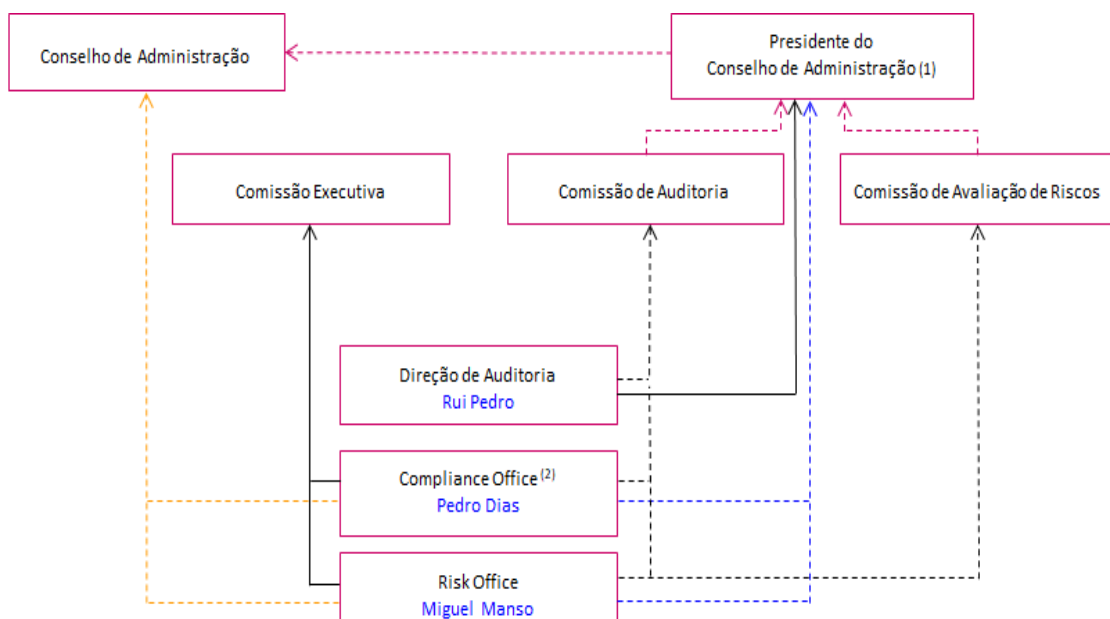 Conselho de Administração
Presidente do
Conselho de Administração (1)
Comissão Executiva
Comissão de Auditoria
Comissão de Avaliação de Riscos
Direção de Auditoria
Rui Pedro
Compliance Office (2)
Pedro Dias
Risk Office
Miguel Manso